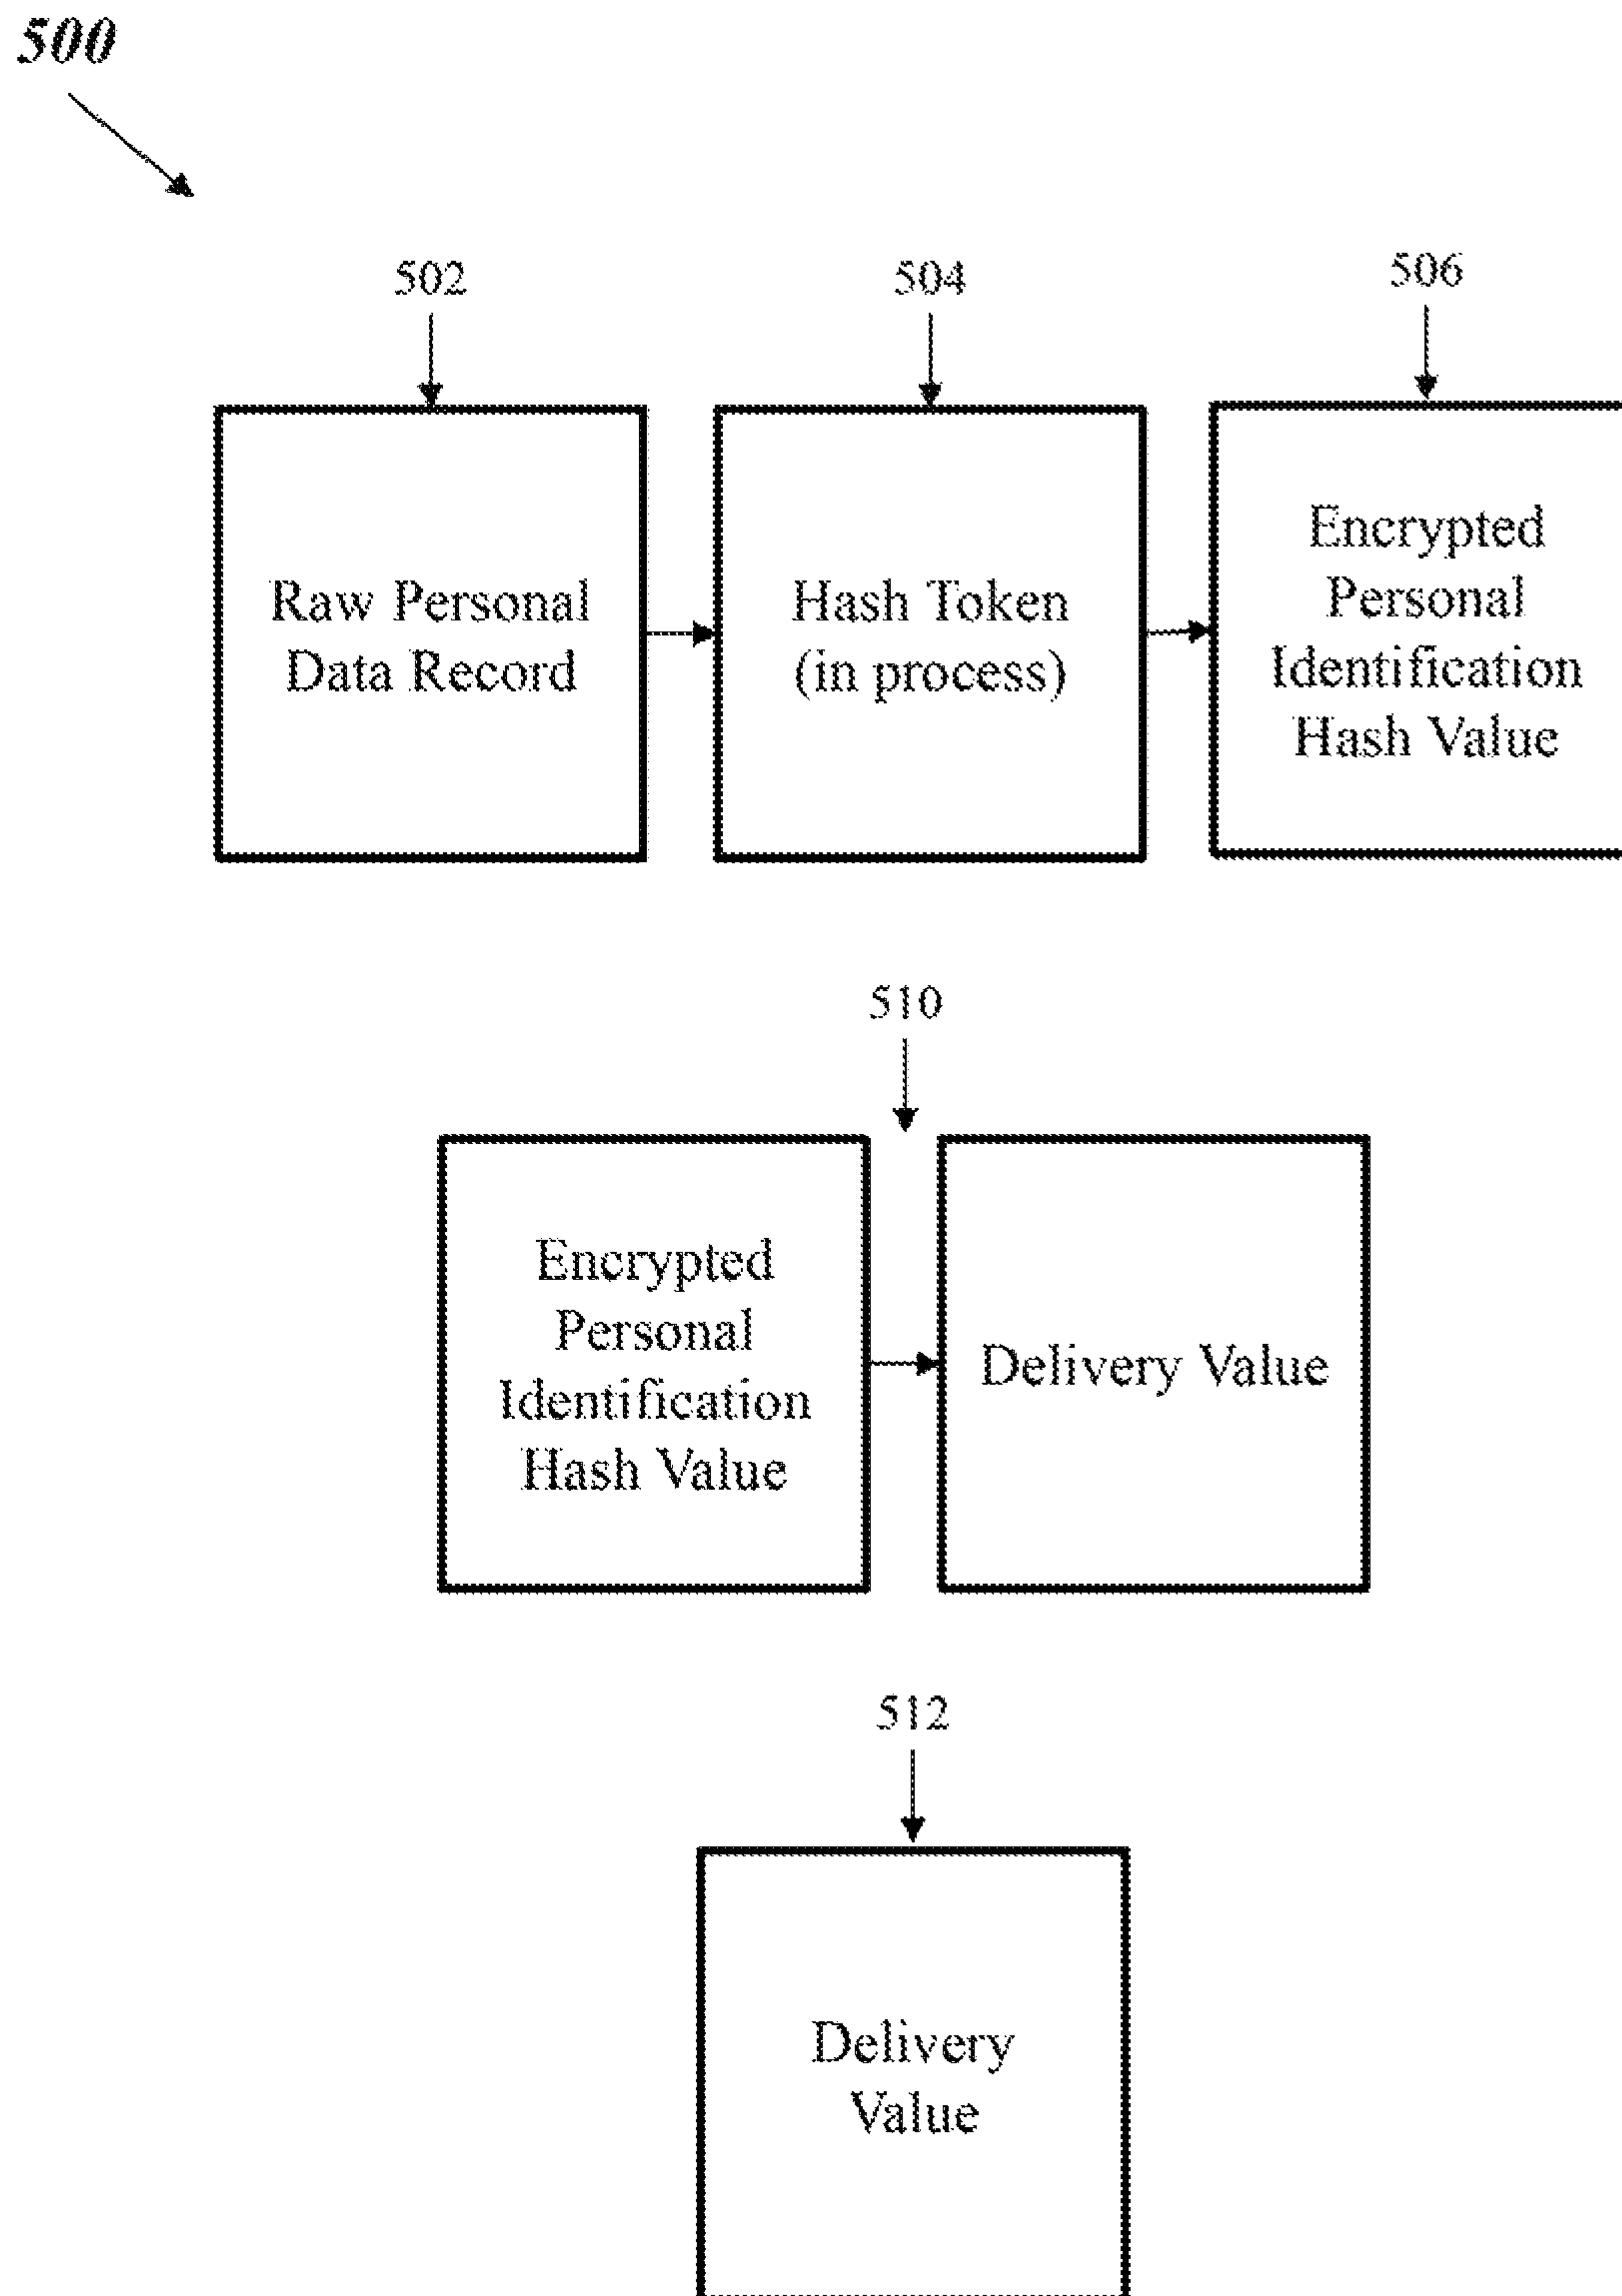 500
502
504
506
Raw Personal
Data Record
Hash Token
(in process)
Encrypted
Personal
Identification
Hash Value
510
Encrypted
Personal
Identification
Hash Value
Delivery Value
512
Delivery
Value